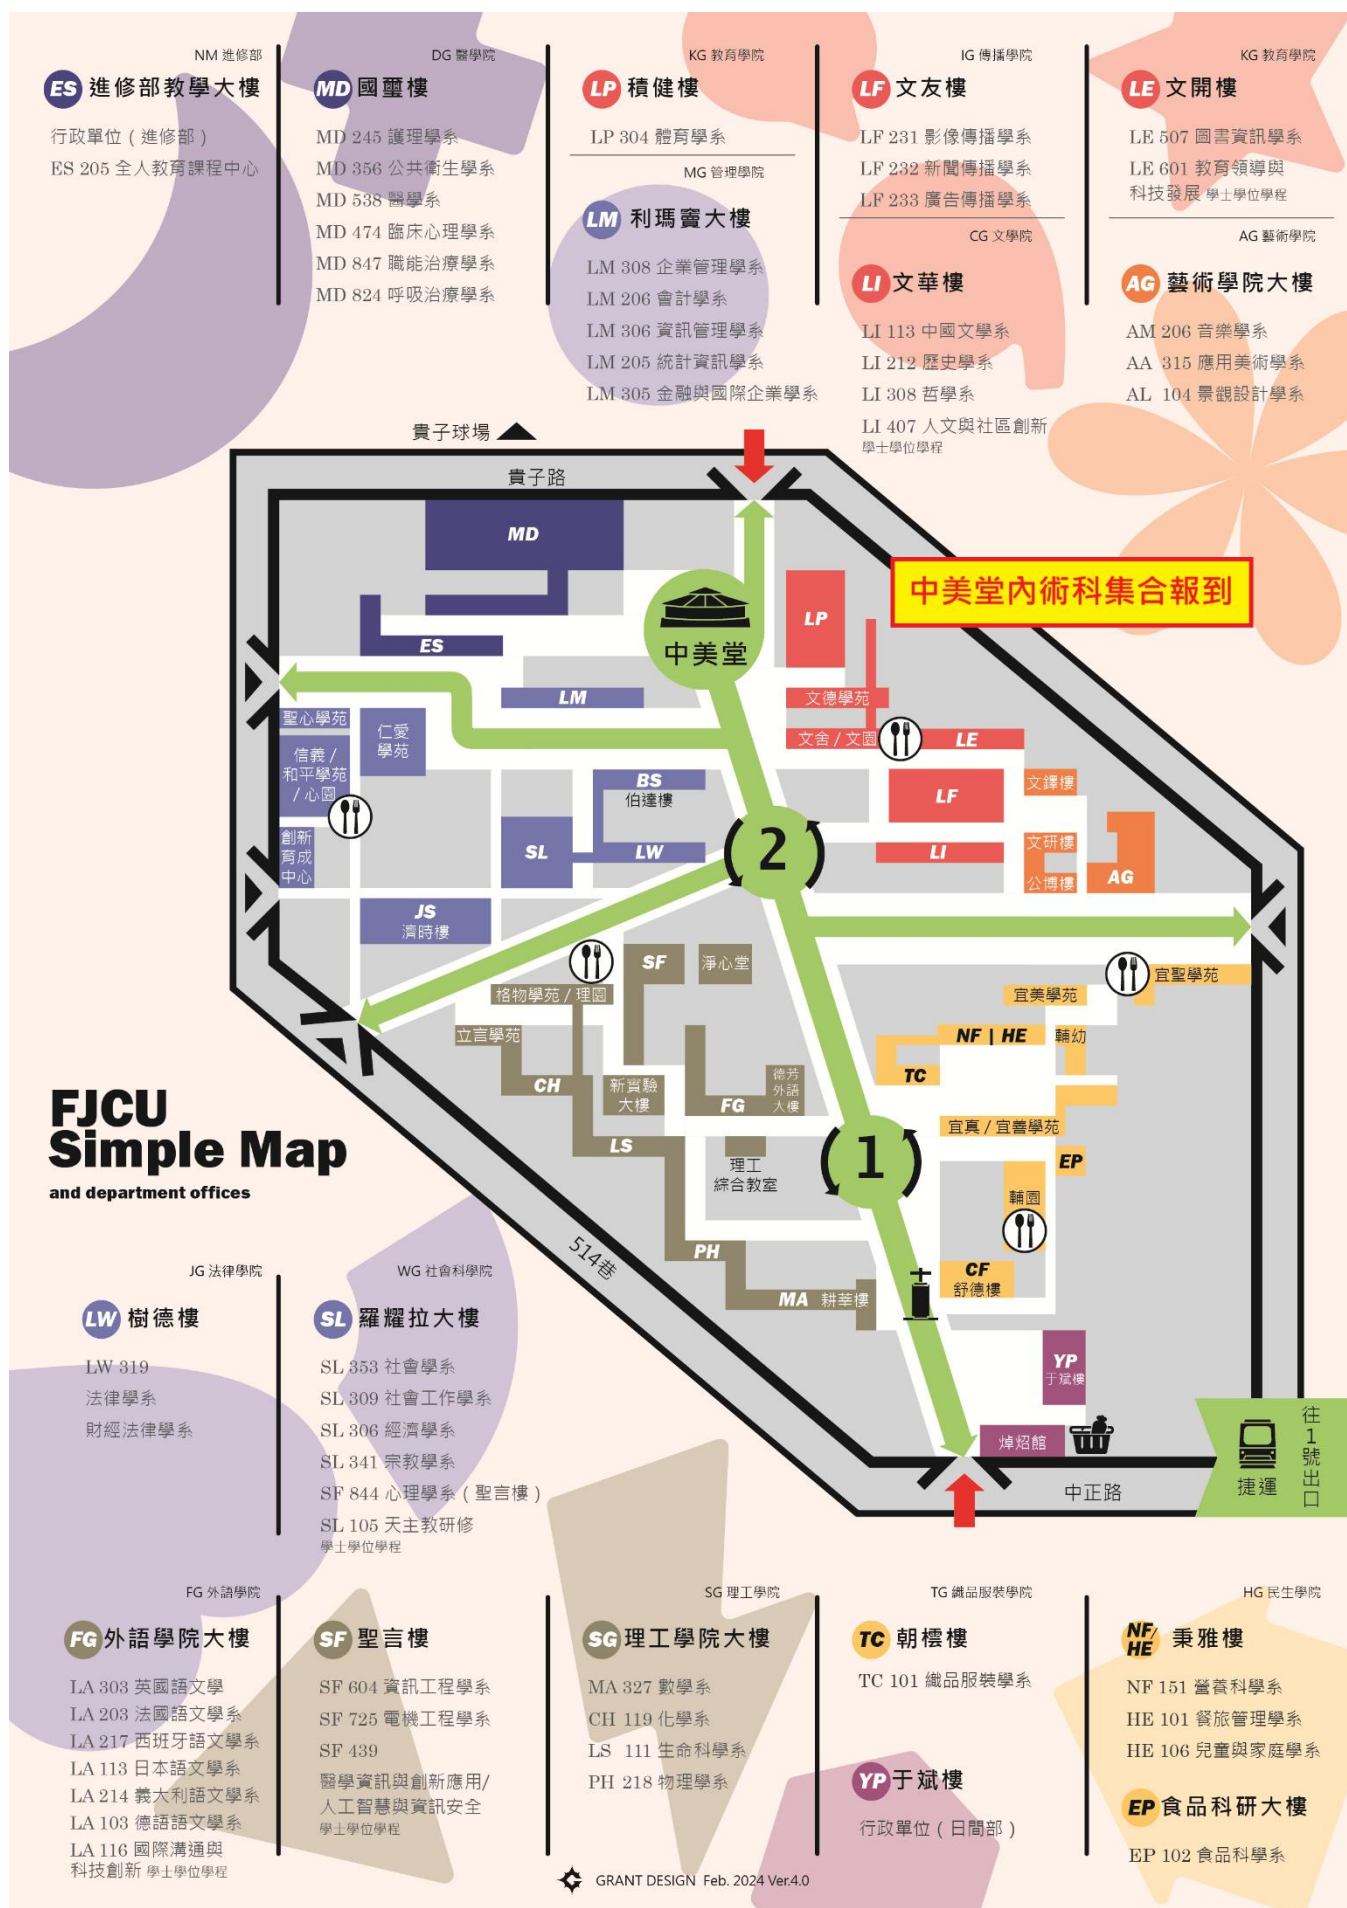 NM 進修部
ES 進修部教學大樓
行政單位 ( 進修部 )
ES 205 全人教育課程中心
DG 醫學院
MD 國璽樓
MD 245 護理學系
MD 356 公共衛生學系
MD 538 醫學系
MD 474 臨床心理學系
MD 847 職能治療學系
MD 824 呼吸治療學系
KG 教育學院
LP 積健樓
LP 304 體育學系
MG 管理學院
LM 利瑪竇大樓
LM 308 企業管理學系
LM 206 會計學系
LM 306 資訊管理學系
LM 205 統計資訊學系
LM 305 金融與國際企業學系
IG 傳播學院
LF 文友樓
LF 231 影像傳播學系
LF 232 新聞傳播學系
LF 233 廣告傳播學系
CG 文學院
LI 文華樓
LI 113 中國文學系
LI 212 歷史學系
LI 308 哲學系
LI 407 人文與社區創新
學士學位學程
KG 教育學院
LE 文開樓
LE 507 圖書資訊學系
LE 601 教育領導與
科技發展 學士學位學程
AG 藝術學院
AG 藝術學院大樓
AM 206 音樂學系
AA 315 應用美術學系
AL 104 景觀設計學系
貴子球場
貴子路
MD
中美堂內術科集合報到
LP
ES
中美堂
LM
文德學苑
聖心學苑
仁愛
學苑
文舍 / 文園
LE
信義 /
和平學苑
/ 心園
BS
伯達樓
LF
文鐸樓
創新
育成
中心
SL
LW
2
LI
文研樓
公博樓
AG
JS
濟時樓
SF
淨心堂
宜聖學苑
格物學苑 / 理園
宜美學苑
立言學苑
NF | HE
輔幼
CH
新實驗
大樓
FG
德芳
外語
大樓
TC
宜真 / 宜善學苑
LS
理工
綜合教室
1
EP
輔園
514巷
PH
CF
舒德樓
MA 耕莘樓
YP
于斌樓
焯炤館
中正路
捷運
往1號出口
FJCU
Simple Map
and department offices
JG 法律學院
LW 樹德樓
LW 319
法律學系
財經法律學系
WG 社會科學院
SL 羅耀拉大樓
SL 353 社會學系
SL 309 社會工作學系
SL 306 經濟學系
SL 341 宗教學系
SF 844 心理學系 ( 聖言樓 )
SL 105 天主教研修
學士學位學程
FG 外語學院
FG 外語學院大樓
LA 303 英國語文學
LA 203 法國語文學系
LA 217 西班牙語文學系
LA 113 日本語文學系
LA 214 義大利語文學系
LA 103 德語語文學系
LA 116 國際溝通與
科技創新 學士學位學程
SF 聖言樓
SF 604 資訊工程學系
SF 725 電機工程學系
SF 439
醫學資訊與創新應用/
人工智慧與資訊安全
學士學位學程
SG 理工學院
SG 理工學院大樓
MA 327 數學系
CH 119 化學系
LS 111 生命科學系
PH 218 物理學系
TG 織品服裝學院
TC 朝橒樓
TC 101 織品服裝學系
YP 于斌樓
行政單位 ( 日間部 )
HG 民生學院
NF/
HE 秉雅樓
NF 151 營養科學系
HE 101 餐旅管理學系
HE 106 兒童與家庭學系
EP 食品科研大樓
EP 102 食品科學系
GRANT DESIGN Feb. 2024 Ver.4.0